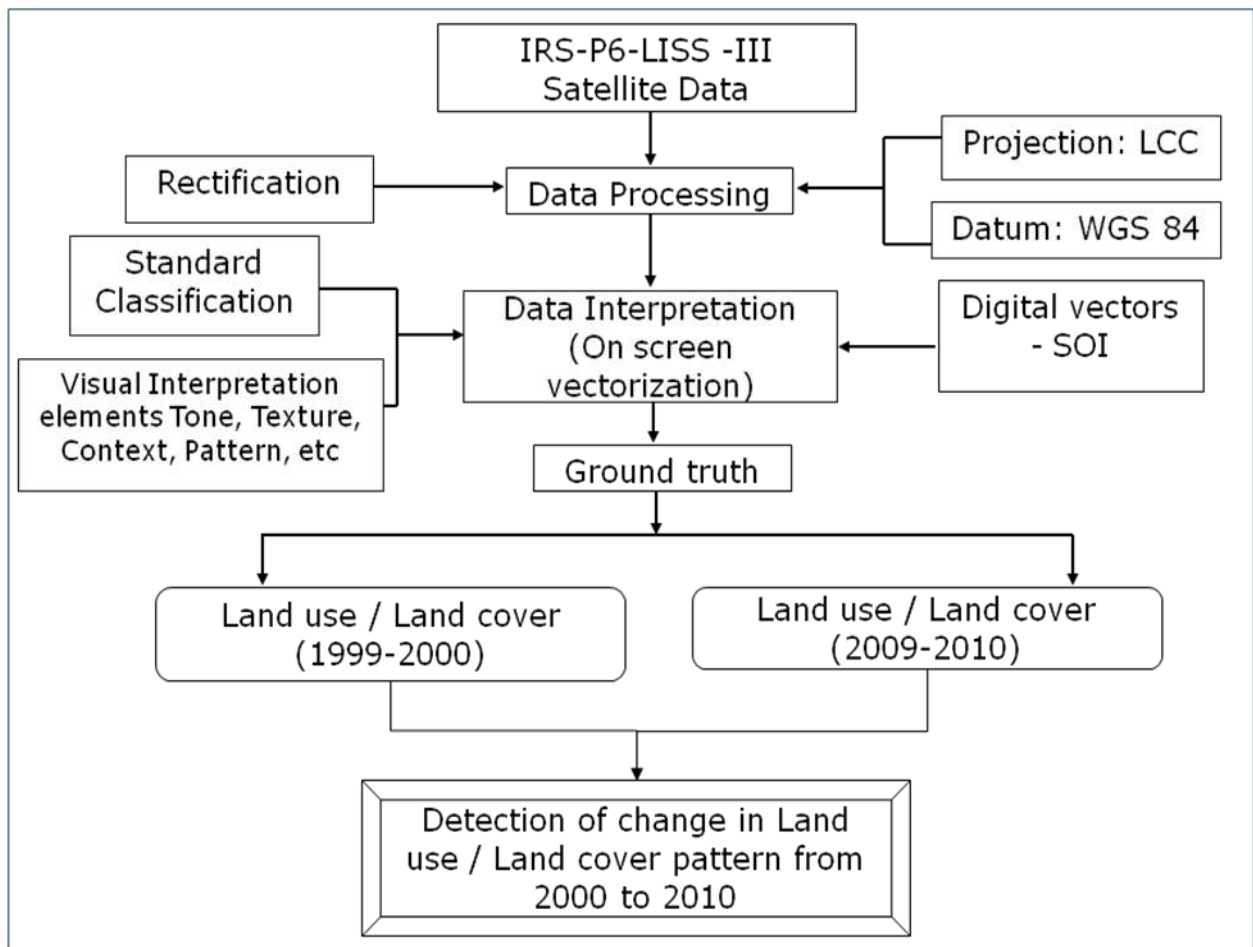 IRS-P6-LISS -III
Satellite Data
Projection: LCC
Rectification
Data Processing
Datum: WGS 84
Standard
Classification
Data Interpretation
(On screen
vectorization)
Digital vectors
- SOI
Visual Interpretation
elements Tone, Texture,
Context, Pattern, etc
Ground truth
Land use / Land cover
(1999-2000)
Land use / Land cover
(2009-2010)
Detection of change in Land
use / Land cover pattern from
2000 to 2010